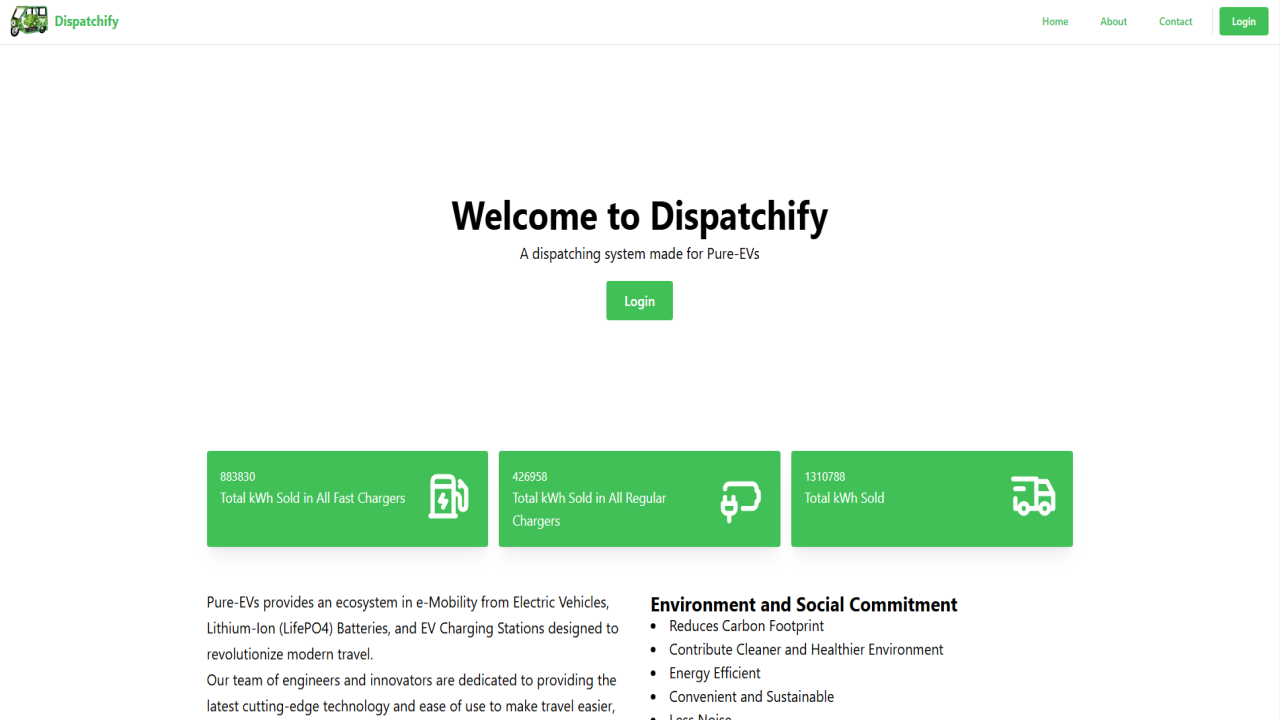 Dispatchify
Home
About
Contact
Login
Welcome to Dispatchify
A dispatching system made for Pure-EVs
Login
883830
Total kWh Sold in All Fast Chargers
426958
Total kWh Sold in All Regular
Chargers
1310788
Total kWh Sold
Pure-EVs provides an ecosystem in e-Mobility from Electric Vehicles,
Lithium-Ion (LifePO4) Batteries, and EV Charging Stations designed to
revolutionize modern travel.
Our team of engineers and innovators are dedicated to providing the
latest cutting-edge technology and ease of use to make travel easier,
Environment and Social Commitment
• Reduces Carbon Footprint
• Contribute Cleaner and Healthier Environment
• Energy Efficient
• Convenient and Sustainable
• Less Noise